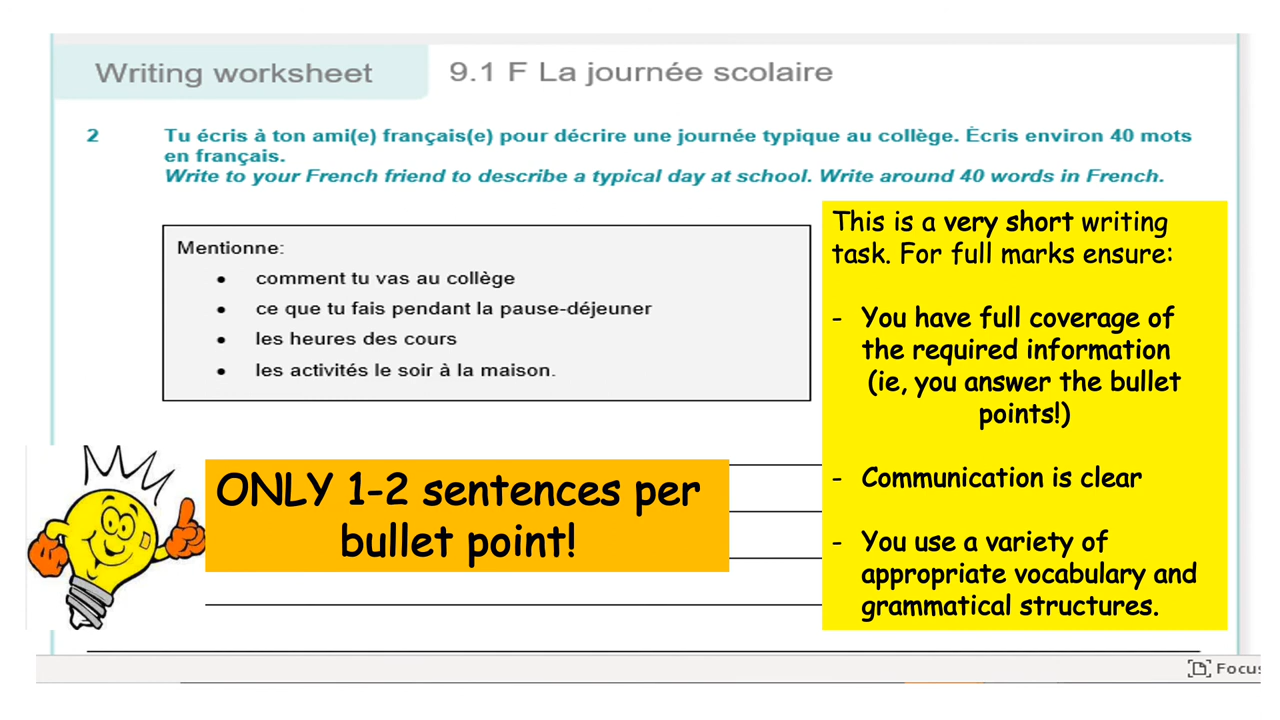 Writing worksheet
9.1 F La journée scolaire
2
Tu écris à ton ami(e) français(e) pour décrire une journée typique au collège. Écris environ 40 mots
en français.
Write to your French friend to describe a typical day at school. Write around 40 words in French.
Mentionne:
• comment tu vas au collège
• ce que tu fais pendant la pause-déjeuner
• les heures des cours
• les activités le soir à la maison.
This is a very short writing
task. For full marks ensure:
- You have full coverage of
the required information
(ie, you answer the bullet
points!)
- Communication is clear
- You use a variety of
appropriate vocabulary and
grammatical structures.
ONLY 1-2 sentences per
bullet point!